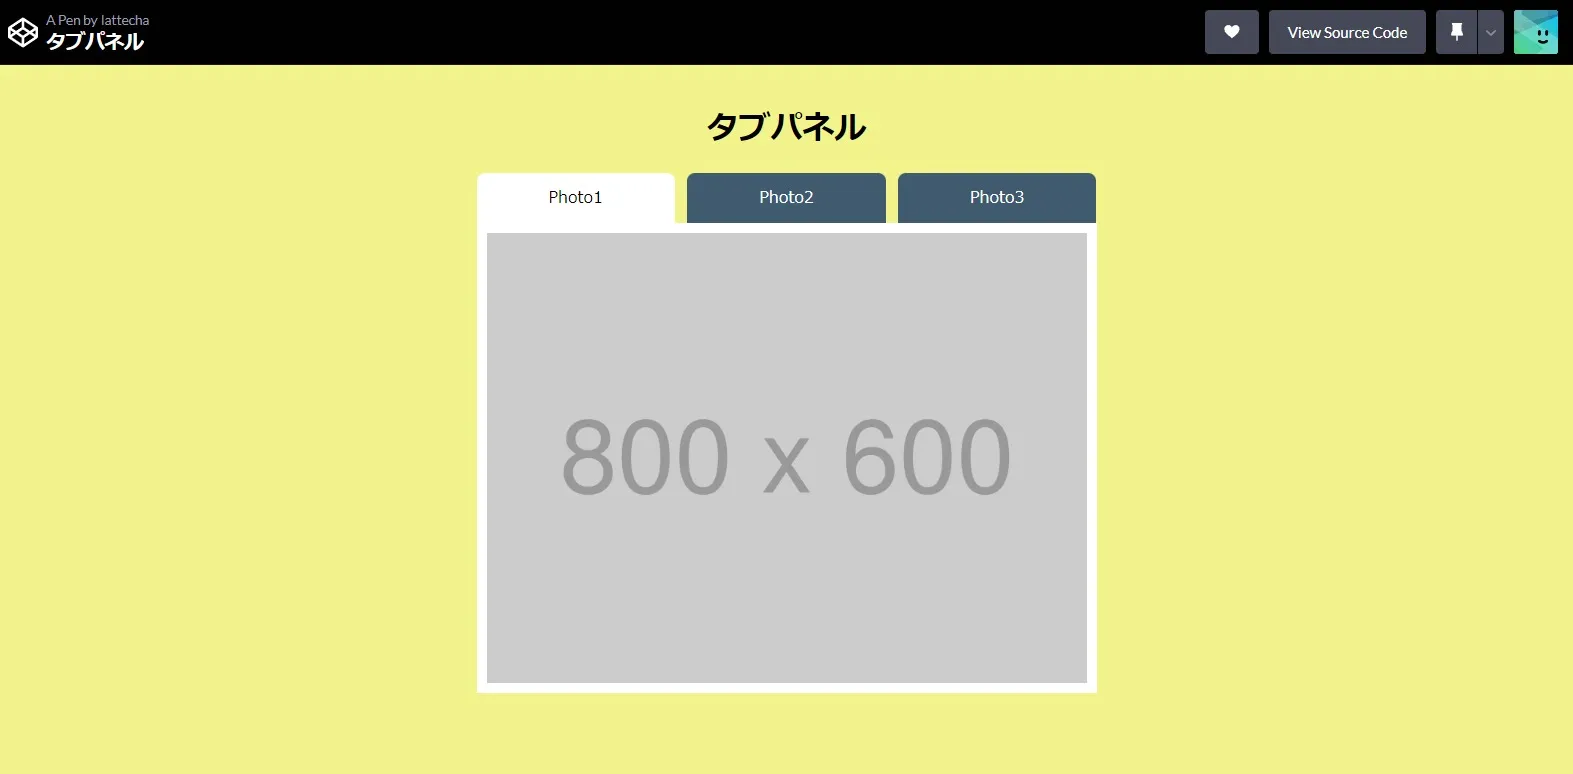 A Pen by lattecha
タブパネル
View Source Code
タブパネル
Photo1
Photo2
Photo3
800 x 600